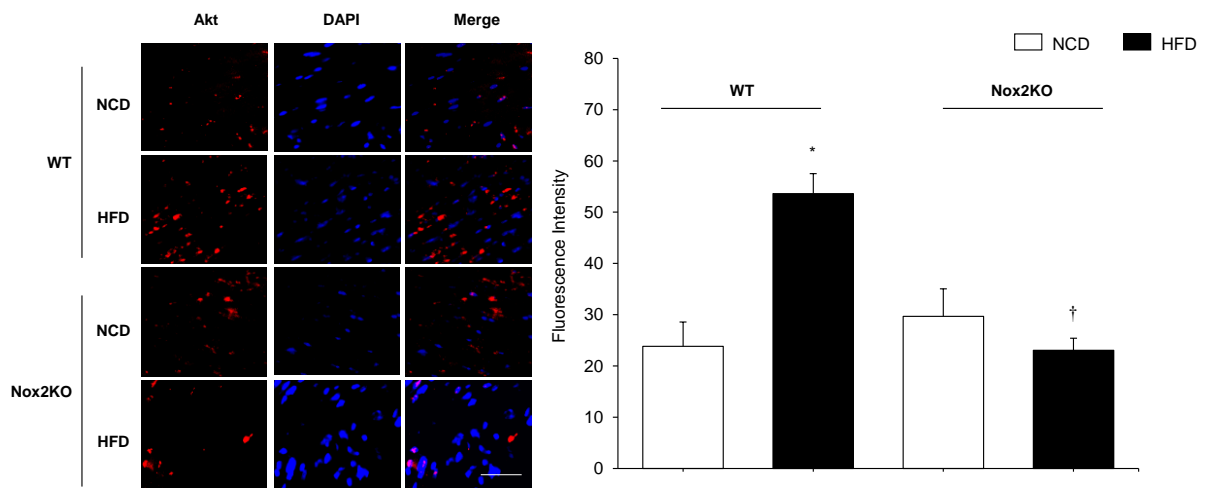 Akt DAPI Merge
WT
NCD
HFD
Nox2KO
NCD
HFD
NCD HFD
Fluorescence Intensity
80
70
60
50
40
30
20
10
0
WT Nox2KO
*
†